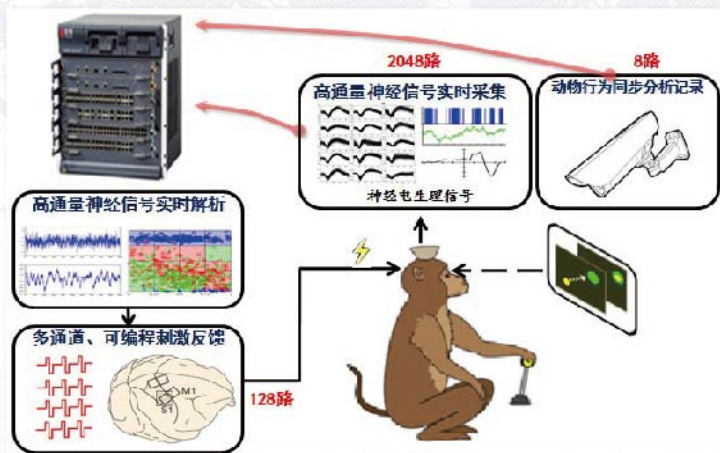 2048路
8路
高通量神经信号实时采集
动物行为同步分析记录
神经电生理信号
高通量神经信号实时解析
多通道、可编程刺激反馈
M1
S1
128路